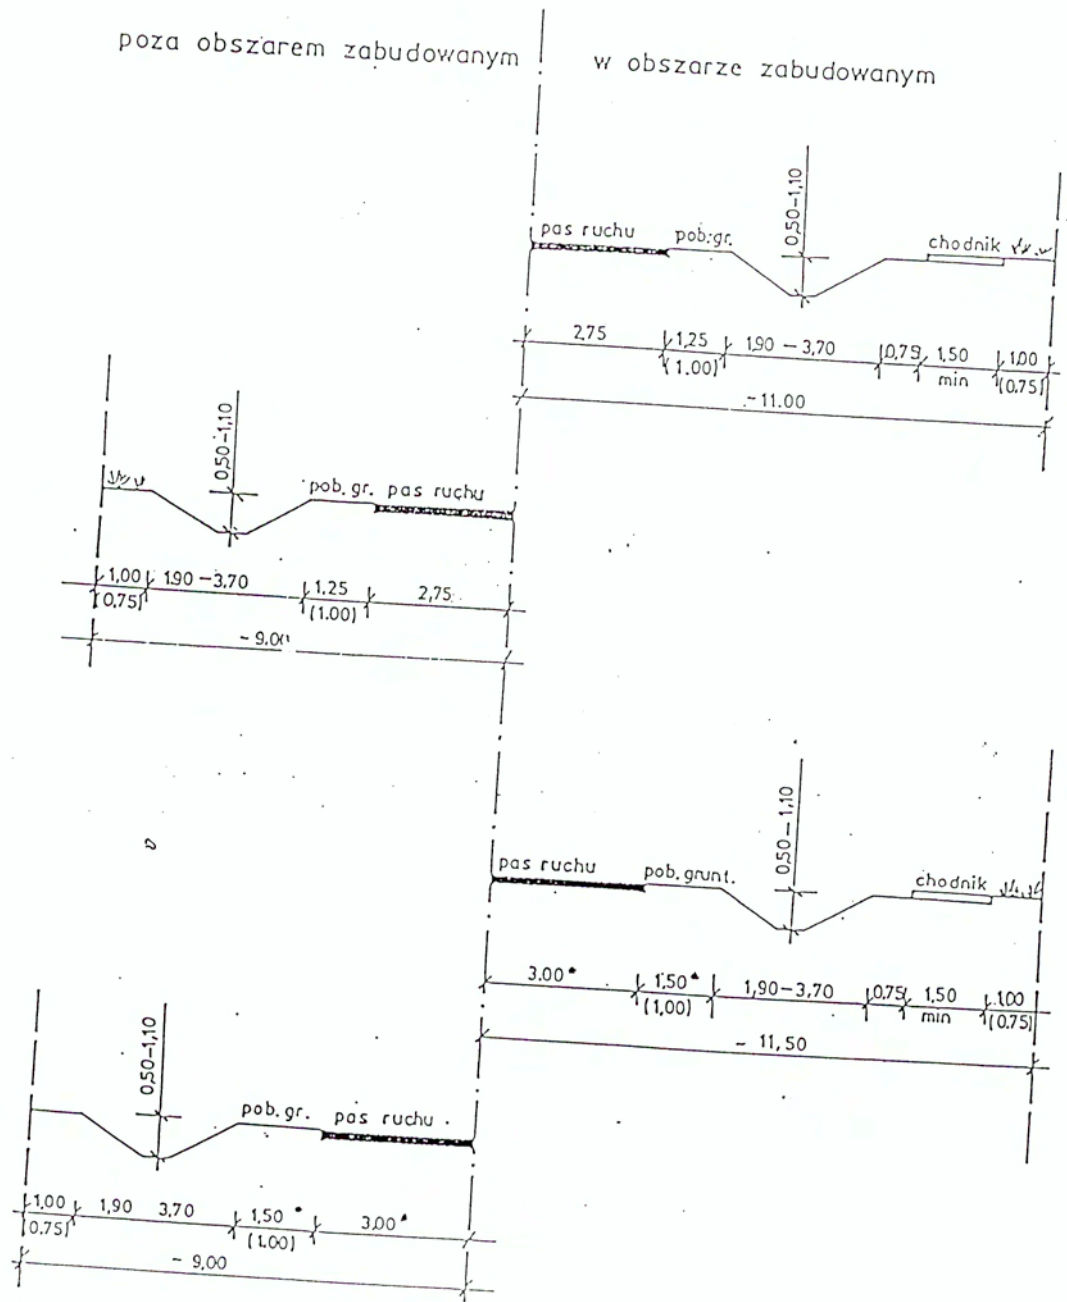 poza obszarem zabudowanym
w obszarze zabudowanym
0,50-1,10
pas ruchu pob.gr. chodnik
2,75 1,25 1,90-3,70 0,75 1,50 1,00
(1.00) min (0,75)
~11.00
0,50-1,10
pob.gr. pas ruchu
1,00 1,90-3,70 1,25 2,75
(0,75) (1.00)
~9.00
0,50-1,10
pas ruchu pob.grunt. chodnik
3.00* 1,50* 1,90-3,70 0,75 1,50 1,00
(1,00) min (0,75)
~11,50
0,50-1,10
pob.gr. pas ruchu
1,00 1,90 3,70 1,50* 3.00*
(0,75) (1.00)
~9,00